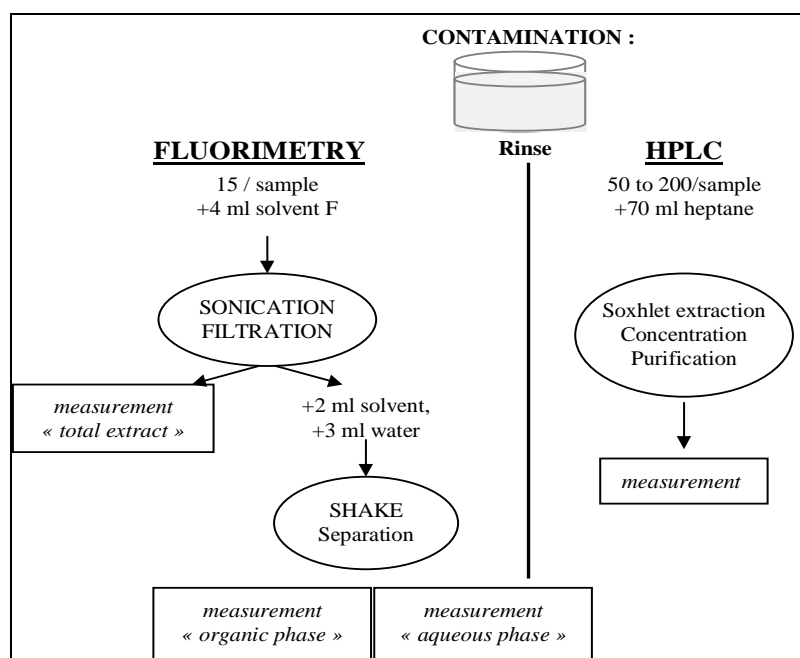 CONTAMINATION :
Rinse
FLUORIMETRY
15 / sample
+4 ml solvent F
SONICATION
FILTRATION
measurement
« total extract »
+2 ml solvent,
+3 ml water
SHAKE
Separation
measurement
« organic phase »
measurement
« aqueous phase »
HPLC
50 to 200/sample
+70 ml heptane
Soxhlet extraction
Concentration
Purification
measurement